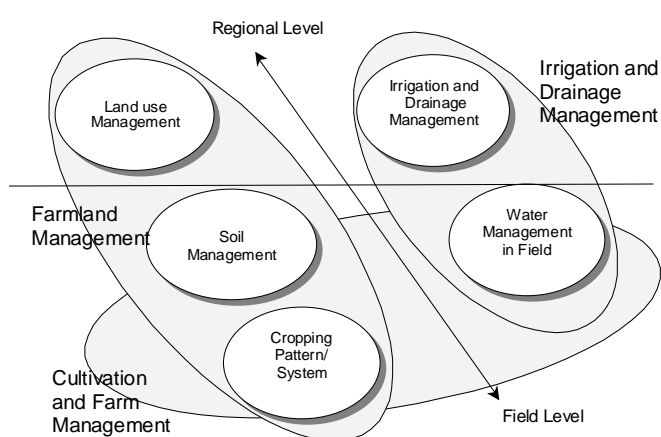 Regional Level
Land use
Management
Irrigation and
Drainage
Management
Irrigation and
Drainage
Management
Farmland
Management
Soil
Management
Water
Management
in Field
Cropping
Pattern/
System
Cultivation
and Farm
Management
Field Level